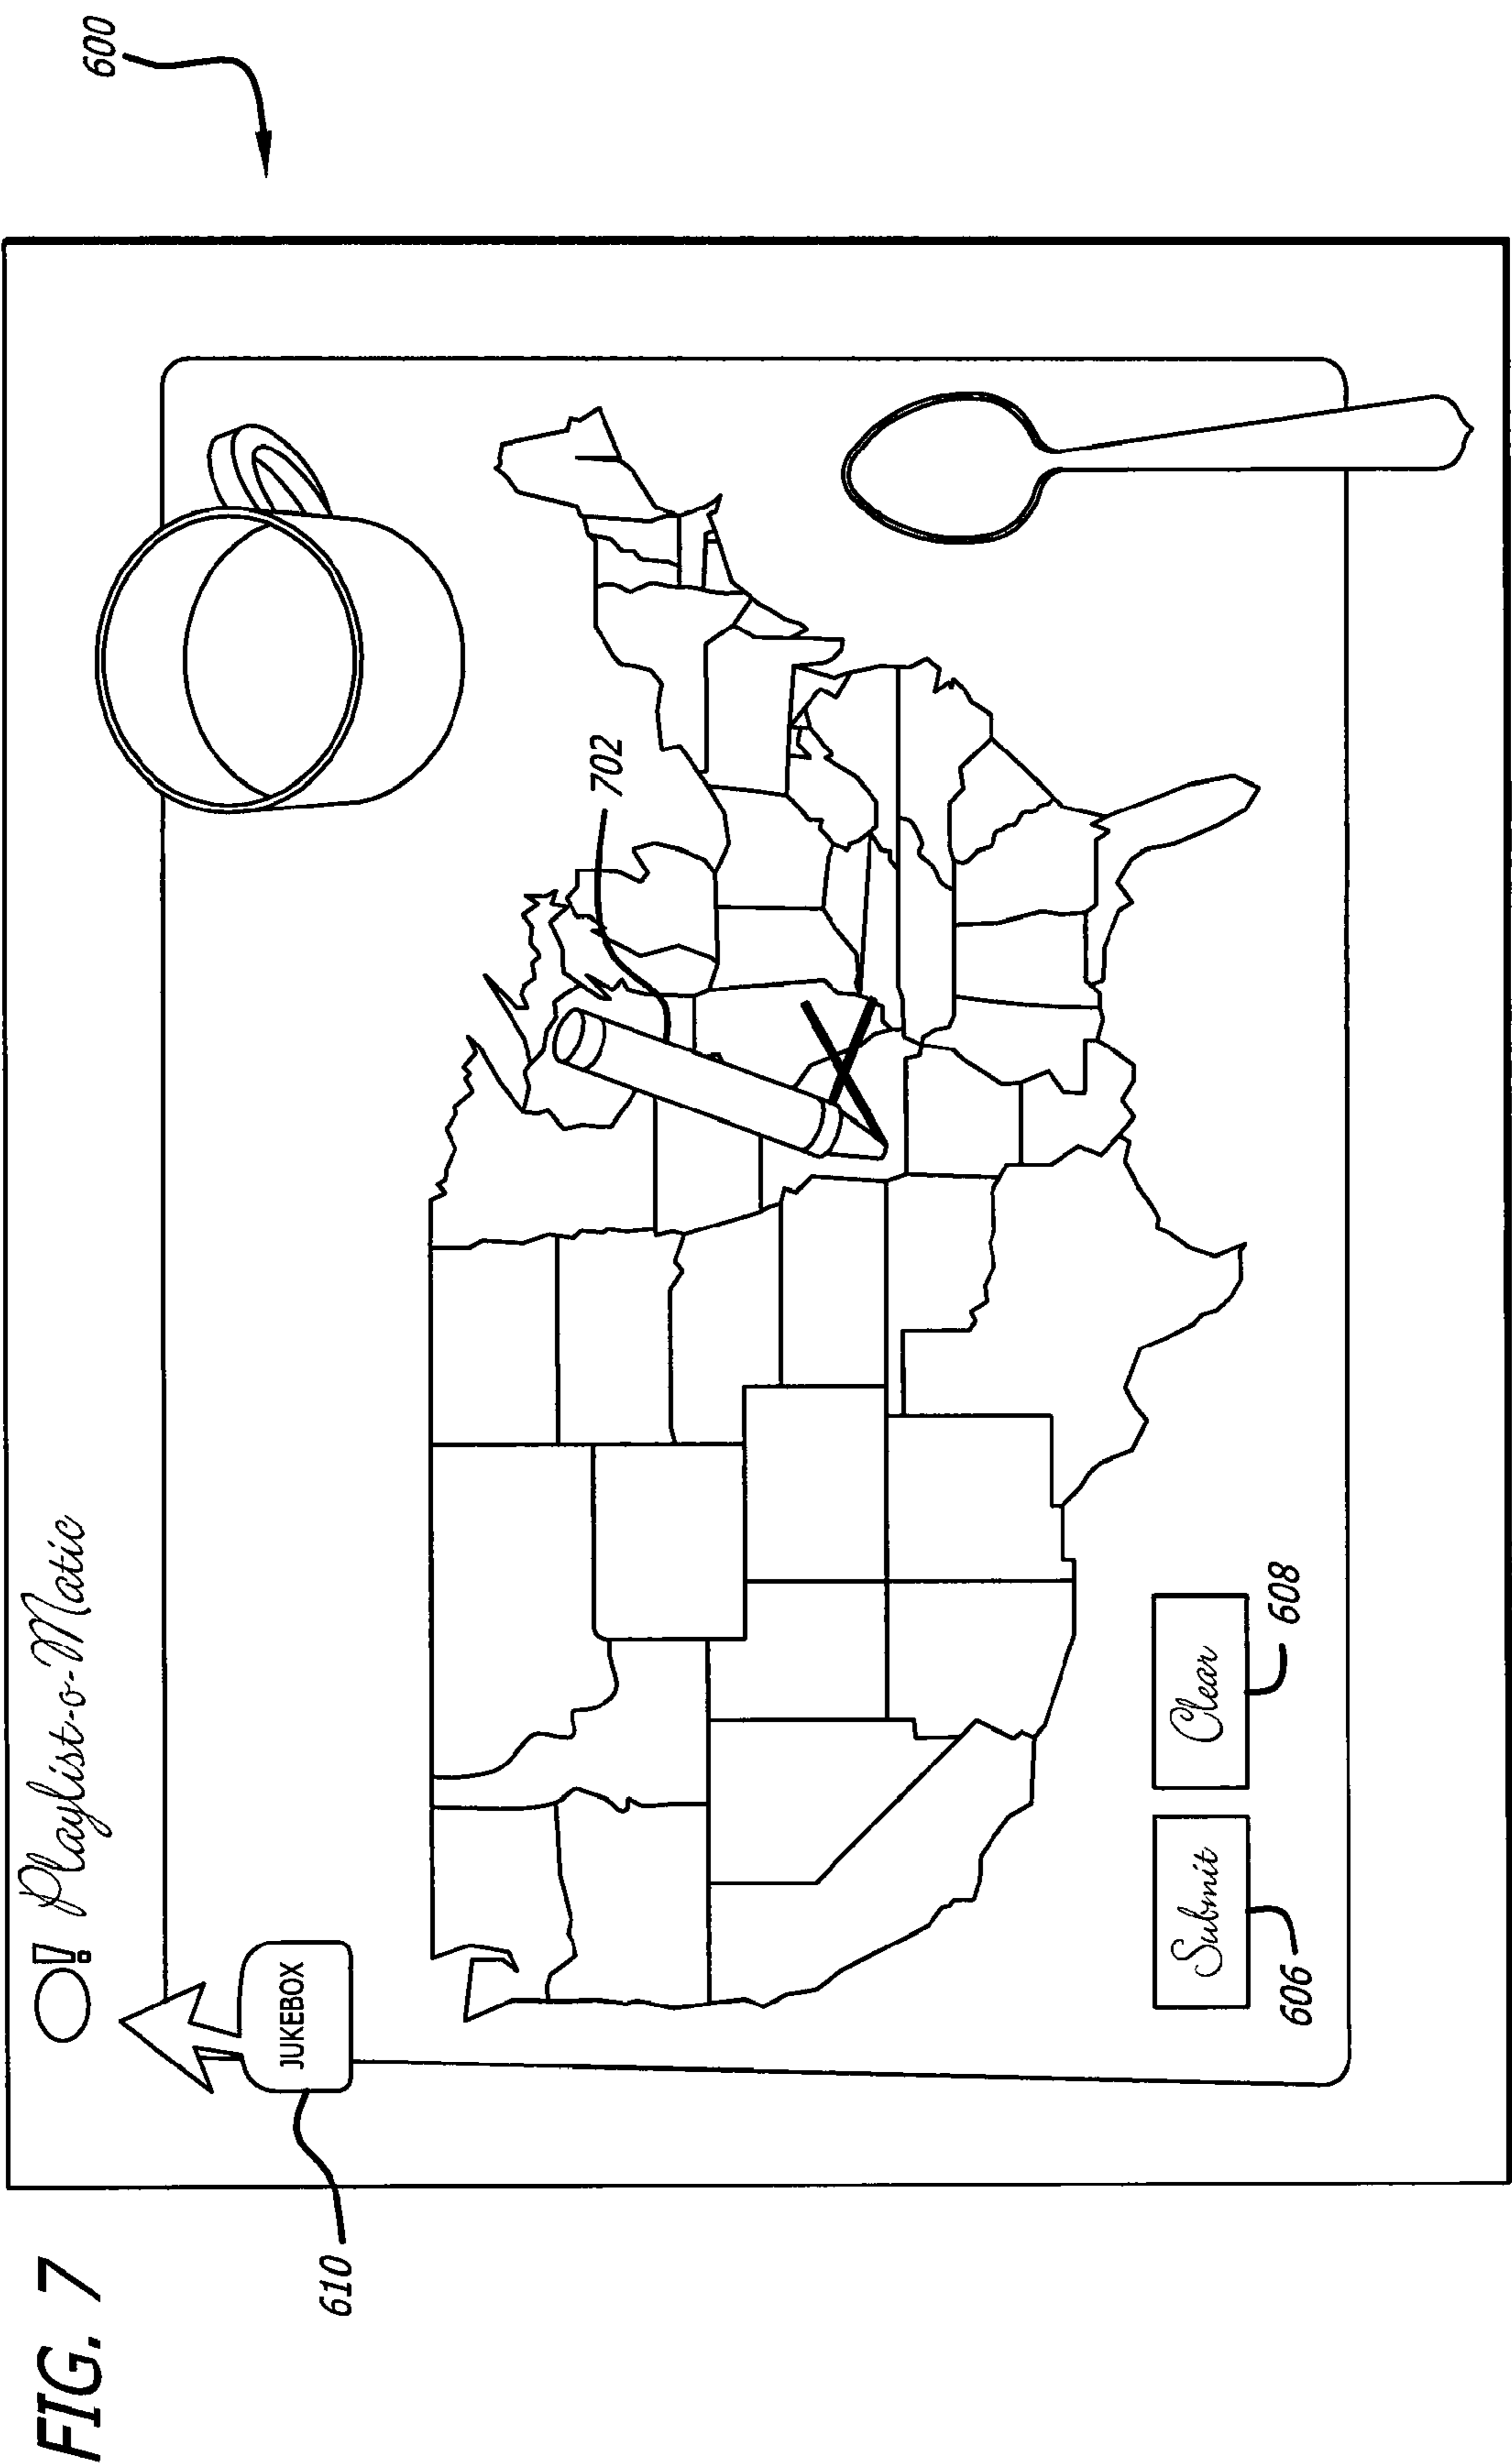 FIG. 7
600
! Playlist-o-Matic
JUKEBOX
610
702
Submit
Clear
606
608